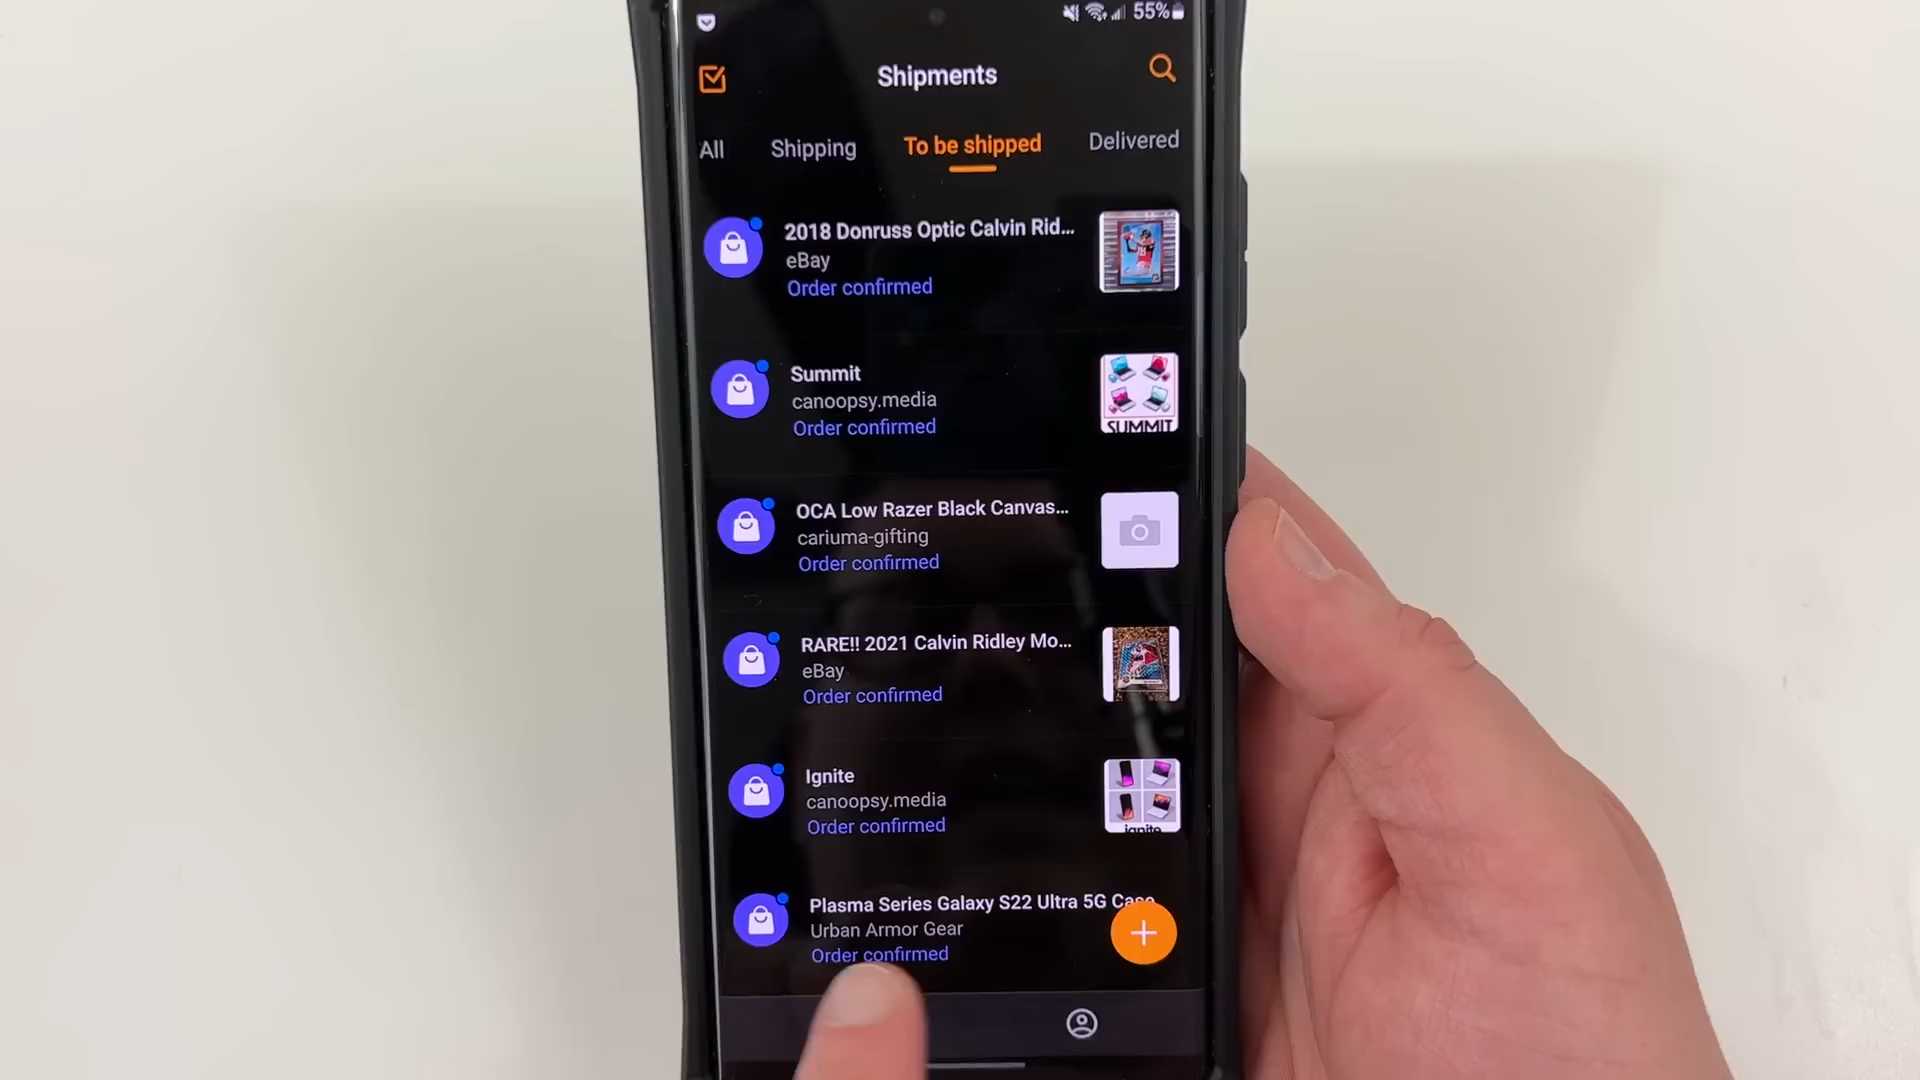 55%
Shipments
All Shipping To be shipped Delivered
2018 Donruss Optic Calvin Rid...
eBay
Order confirmed
Summit
canoopsy.media
Order confirmed
SUMMIT
OCA Low Razer Black Canvas...
cariuma-gifting
Order confirmed
RARE!! 2021 Calvin Ridley Mo...
eBay
Order confirmed
Ignite
canoopsy.media
Order confirmed
ignite
Plasma Series Galaxy S22 Ultra 5G Case
Urban Armor Gear
Order confirmed